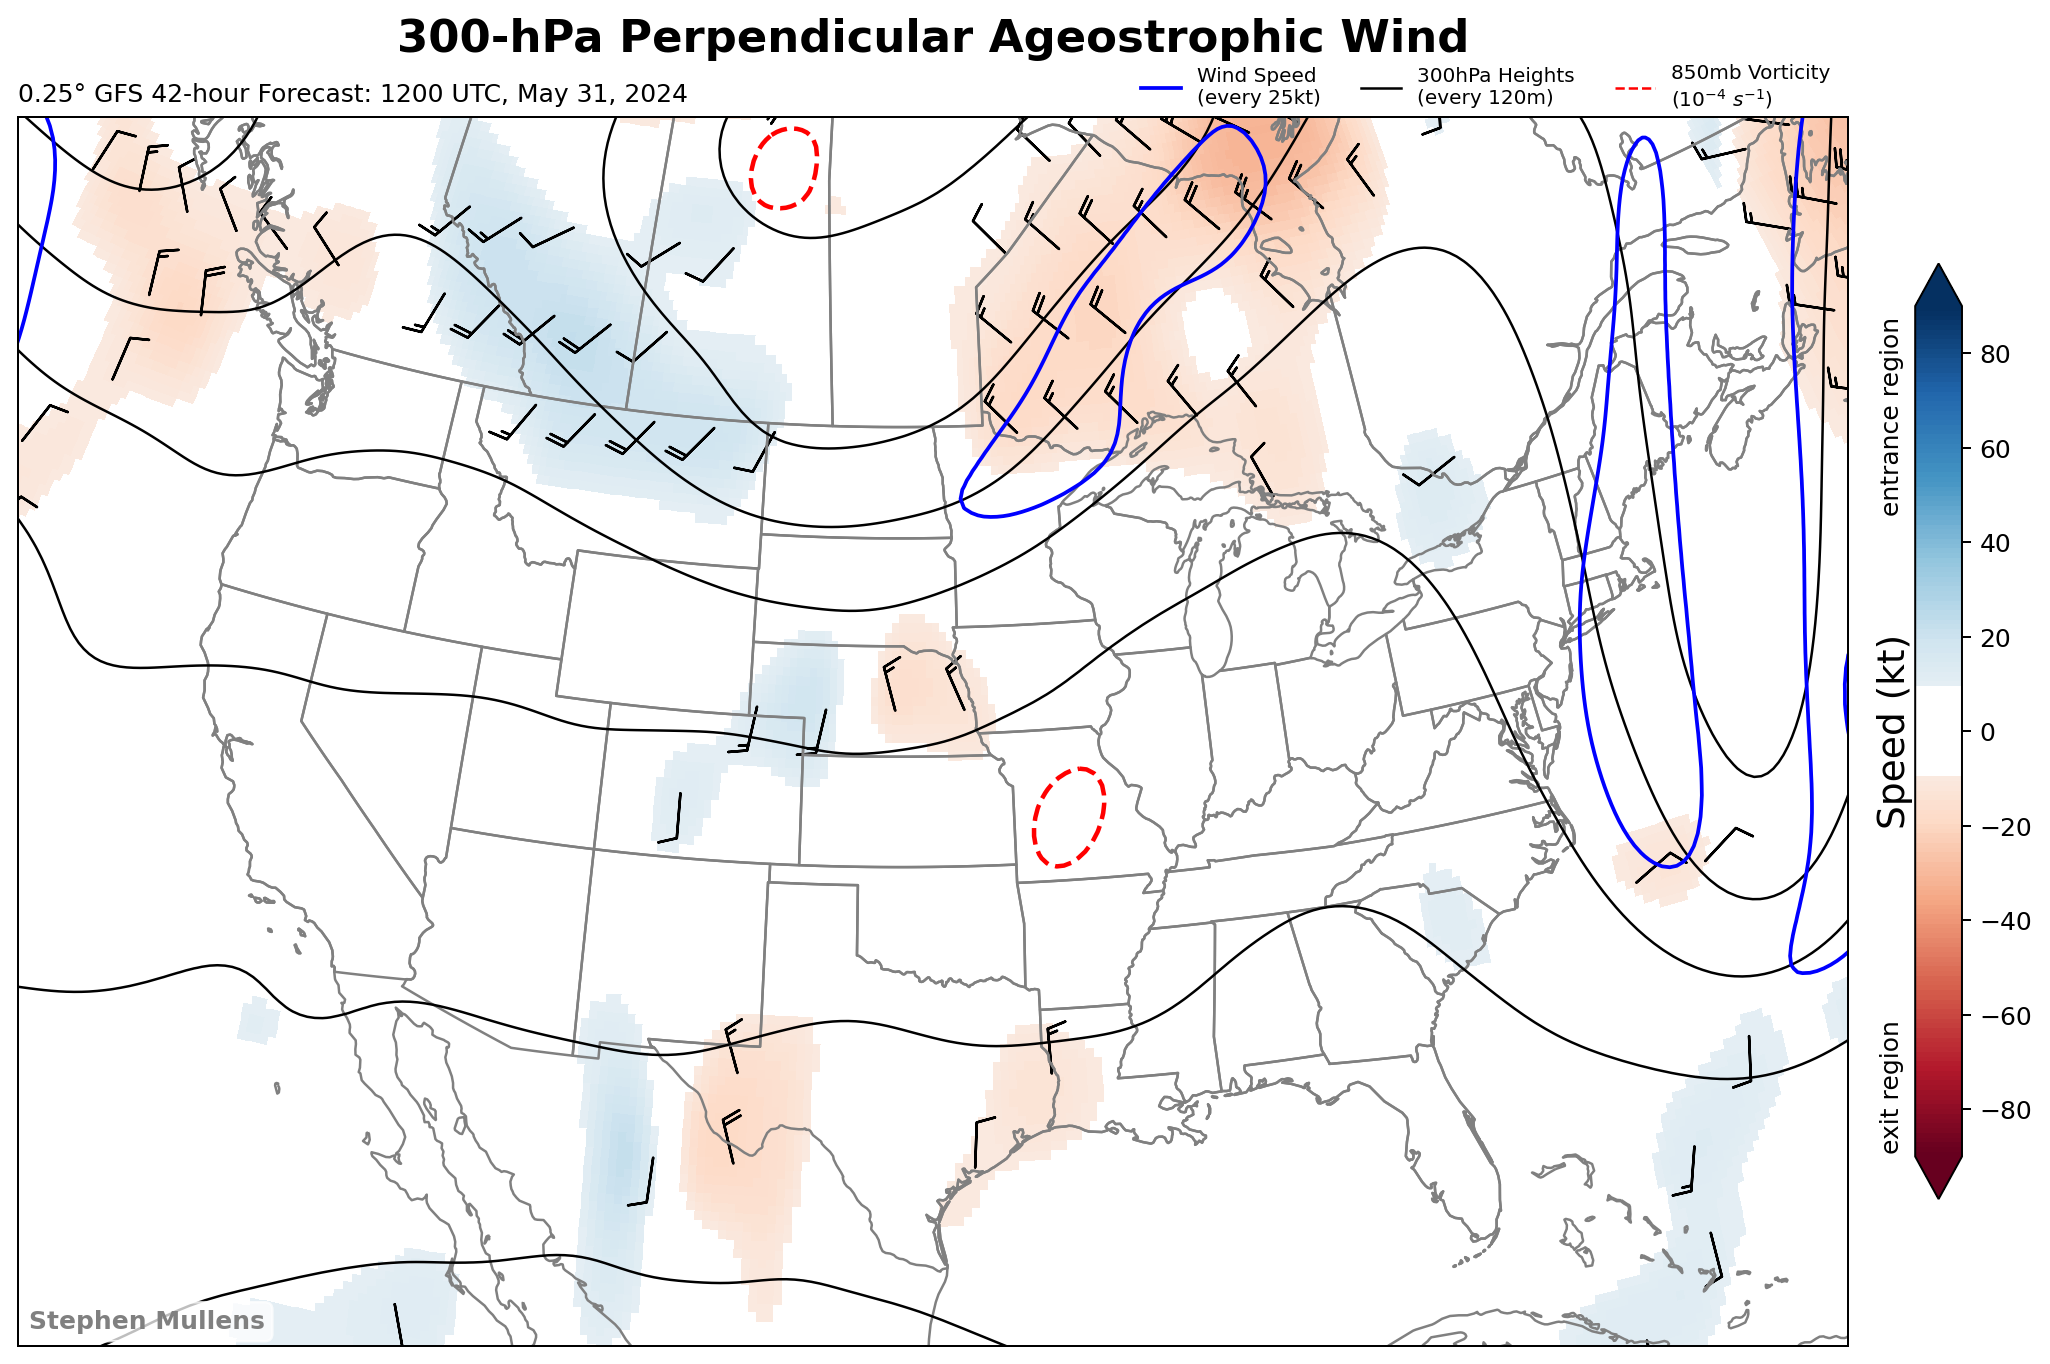 300-hPa Perpendicular Ageostrophic Wind
0.25° GFS 42-hour Forecast: 1200 UTC, May 31, 2024
Wind Speed
(every 25kt)
300hPa Heights
(every 120m)
850mb Vorticity
(10⁻⁴ s⁻¹)
80
60
40
20
0
−20
−40
−60
−80
entrance region
Speed (kt)
exit region
Stephen Mullens